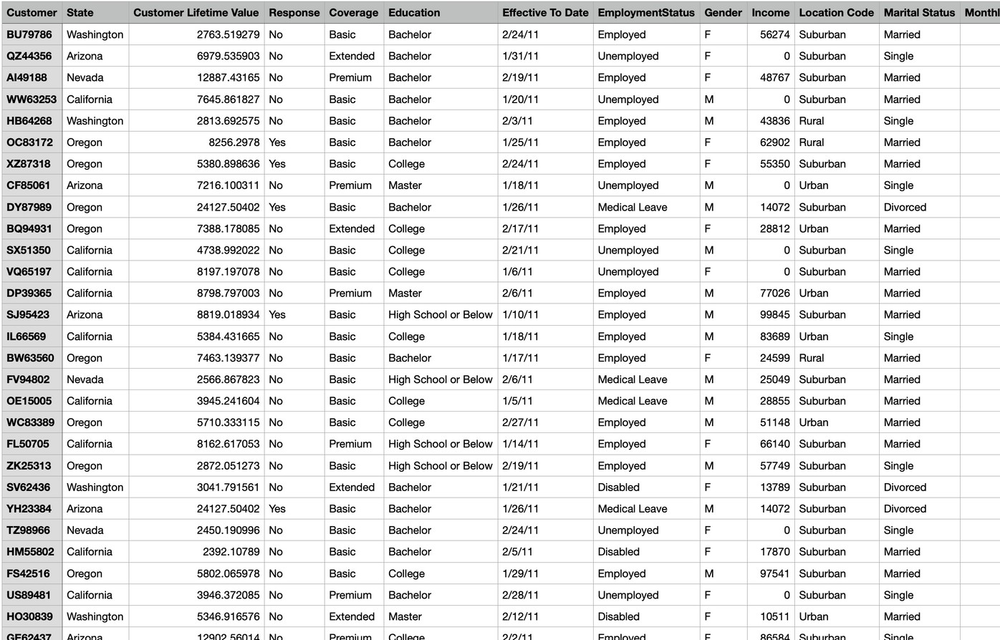 Customer State Customer Lifetime Value Response Coverage Education Effective To Date EmploymentStatus Gender Income Location Code Marital Status Monthl
BU79786 Washington 2763.519279 No Basic Bachelor 2/24/11 Employed F 56274 Suburban Married
QZ44356 Arizona 6979.535903 No Extended Bachelor 1/31/11 Unemployed F 0 Suburban Single
AI49188 Nevada 12887.43165 No Premium Bachelor 2/19/11 Employed F 48767 Suburban Married
WW63253 California 7645.861827 No Basic Bachelor 1/20/11 Unemployed M 0 Suburban Married
HB64268 Washington 2813.692575 No Basic Bachelor 2/3/11 Employed M 43836 Rural Single
OC83172 Oregon 8256.2978 Yes Basic Bachelor 1/25/11 Employed F 62902 Rural Married
XZ87318 Oregon 5380.898636 Yes Basic College 2/24/11 Employed F 55350 Suburban Married
CF85061 Arizona 7216.100311 No Premium Master 1/18/11 Unemployed M 0 Urban Single
DY87989 Oregon 24127.50402 Yes Basic Bachelor 1/26/11 Medical Leave M 14072 Suburban Divorced
BQ94931 Oregon 7388.178085 No Extended College 2/17/11 Employed F 28812 Urban Married
SX51350 California 4738.992022 No Basic College 2/21/11 Unemployed M 0 Suburban Single
VQ65197 California 8197.197078 No Basic College 1/6/11 Unemployed F 0 Suburban Married
DP39365 California 8798.797003 No Premium Master 2/6/11 Employed M 77026 Urban Married
SJ95423 Arizona 8819.018934 Yes Basic High School or Below 1/10/11 Employed M 99845 Suburban Married
IL66569 California 5384.431665 No Basic College 1/18/11 Employed M 83689 Urban Single
BW63560 Oregon 7463.139377 No Basic Bachelor 1/17/11 Employed F 24599 Rural Married
FV94802 Nevada 2566.867823 No Basic High School or Below 2/6/11 Medical Leave M 25049 Suburban Married
OE15005 California 3945.241604 No Basic College 1/5/11 Medical Leave M 28855 Suburban Married
WC83389 Oregon 5710.333115 No Basic College 2/27/11 Employed M 51148 Urban Married
FL50705 California 8162.617053 No Premium High School or Below 1/14/11 Employed F 66140 Suburban Married
ZK25313 Oregon 2872.051273 No Basic High School or Below 2/19/11 Employed M 57749 Suburban Single
SV62436 Washington 3041.791561 No Extended Bachelor 1/21/11 Disabled F 13789 Suburban Divorced
YH23384 Arizona 24127.50402 Yes Basic Bachelor 1/26/11 Medical Leave M 14072 Suburban Divorced
TZ98966 Nevada 2450.190996 No Basic Bachelor 2/24/11 Unemployed F 0 Suburban Single
HM55802 California 2392.10789 No Basic Bachelor 2/5/11 Disabled F 17870 Suburban Married
FS42516 Oregon 5802.065978 No Basic College 1/29/11 Employed M 97541 Suburban Married
US89481 California 3946.372085 No Premium Bachelor 2/28/11 Unemployed F 0 Suburban Single
HO30839 Washington 5346.916576 No Extended Master 2/12/11 Disabled F 10511 Urban Married
GE62437 Arizona 12902.56014 No Premium College 2/2/11 Employed F 86584 Suburban Married